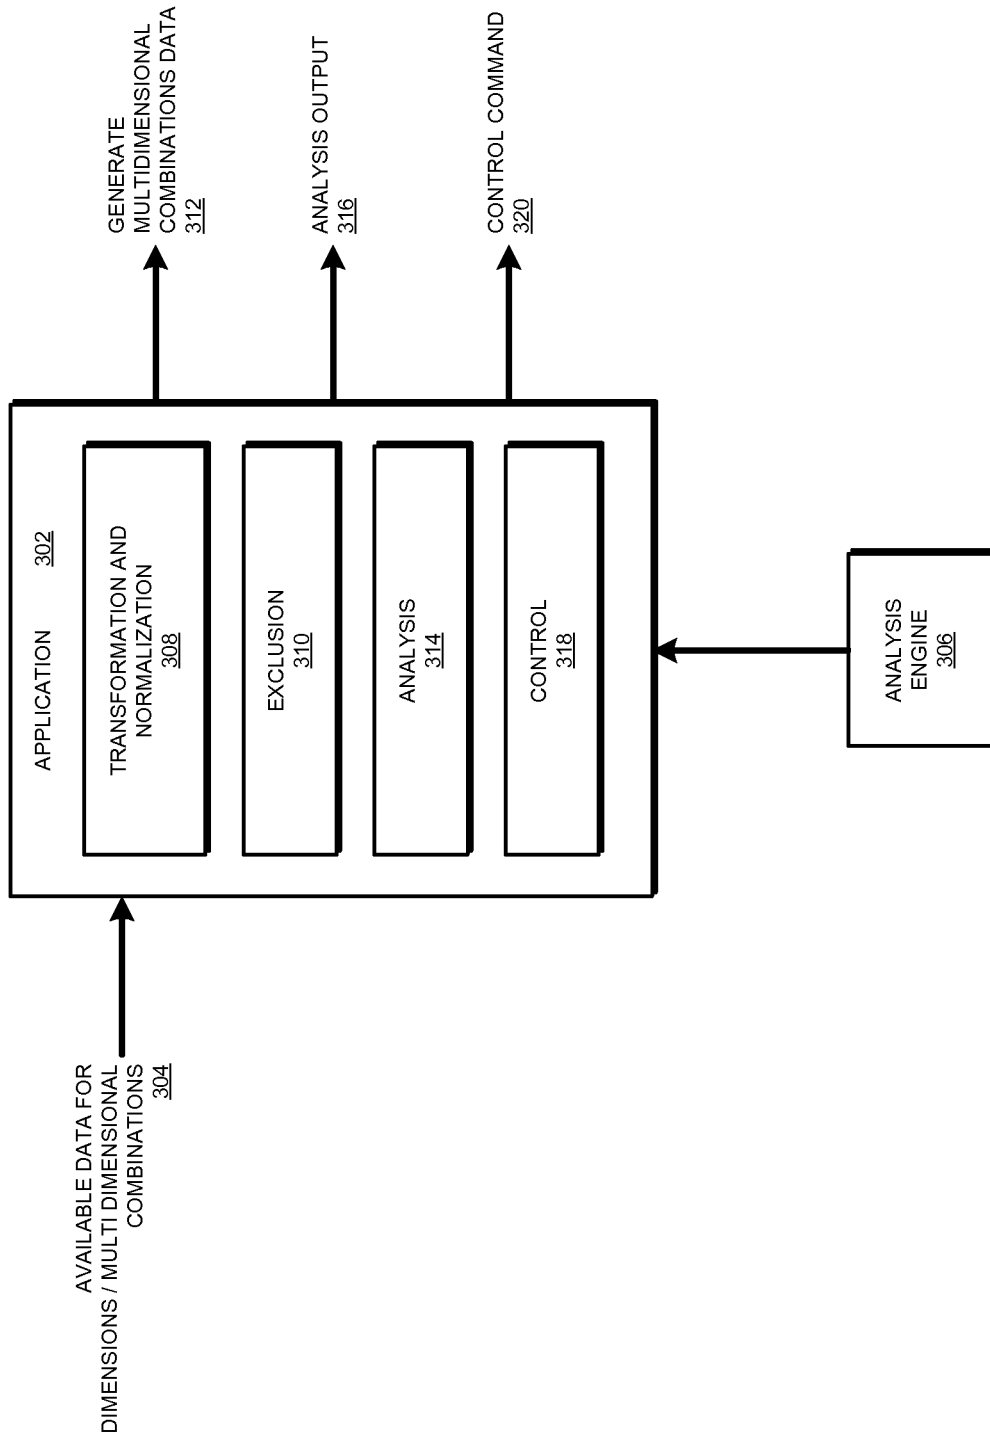 AVAILABLE DATA FOR
DIMENSIONS / MULTI DIMENSIONAL
COMBINATIONS
304
APPLICATION 302
TRANSFORMATION AND
NORMALIZATION
308
EXCLUSION
310
ANALYSIS
314
CONTROL
318
GENERATE
MULTIDIMENSIONAL
COMBINATIONS DATA
312
ANALYSIS OUTPUT
316
CONTROL COMMAND
320
ANALYSIS
ENGINE
306